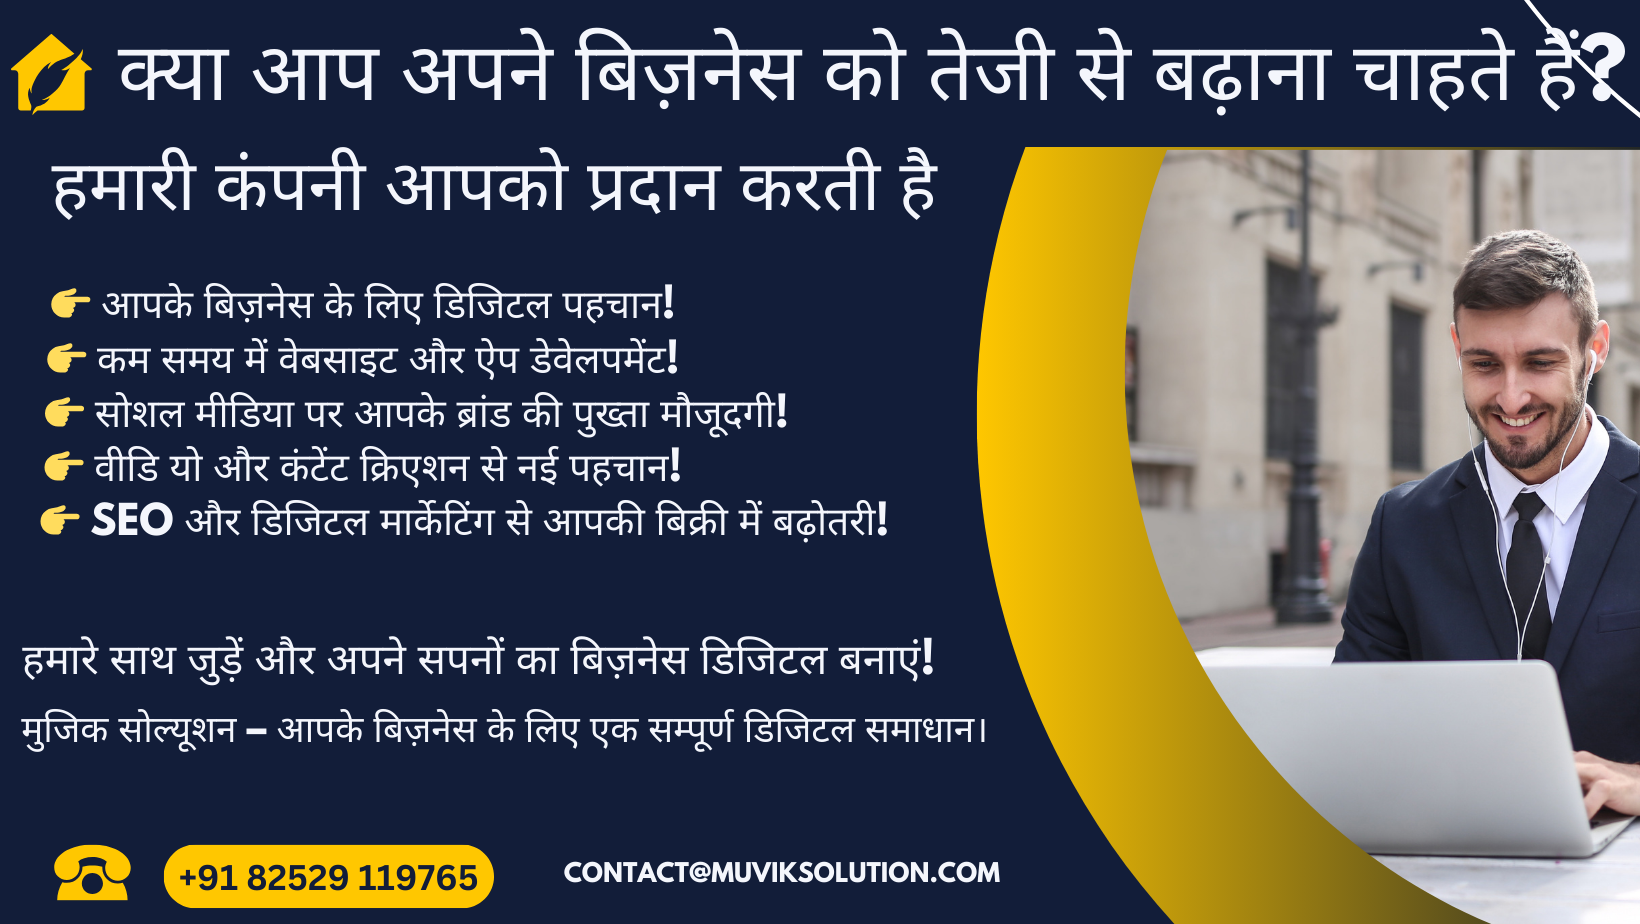 क्या आप अपने बिज़नेस को तेजी से बढ़ाना चाहते हैं?
हमारी कंपनी आपको प्रदान करती है
👉 आपके बिज़नेस के लिए डिजिटल पहचान!
👉 कम समय में वेबसाइट और ऐप डेवेलपमेंट!
👉 सोशल मीडिया पर आपके ब्रांड की पुख्ता मौजूदगी!
👉 वीडि यो और कंटेंट क्रिएशन से नई पहचान!
👉 SEO और डिजिटल मार्केटिंग से आपकी बिक्री में बढ़ोतरी!
हमारे साथ जुड़ें और अपने सपनों का बिज़नेस डिजिटल बनाएं!
मुजिक सोल्यूशन – आपके बिज़नेस के लिए एक सम्पूर्ण डिजिटल समाधान।
+91 82529 119765
CONTACT@MUVIKSOLUTION.COM